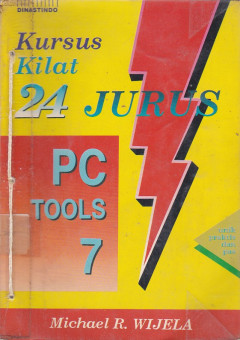 DINASTINDO
Kursus
Kilat
24 JURUS
PC
TOOLS
7
Michael R. WIJELA